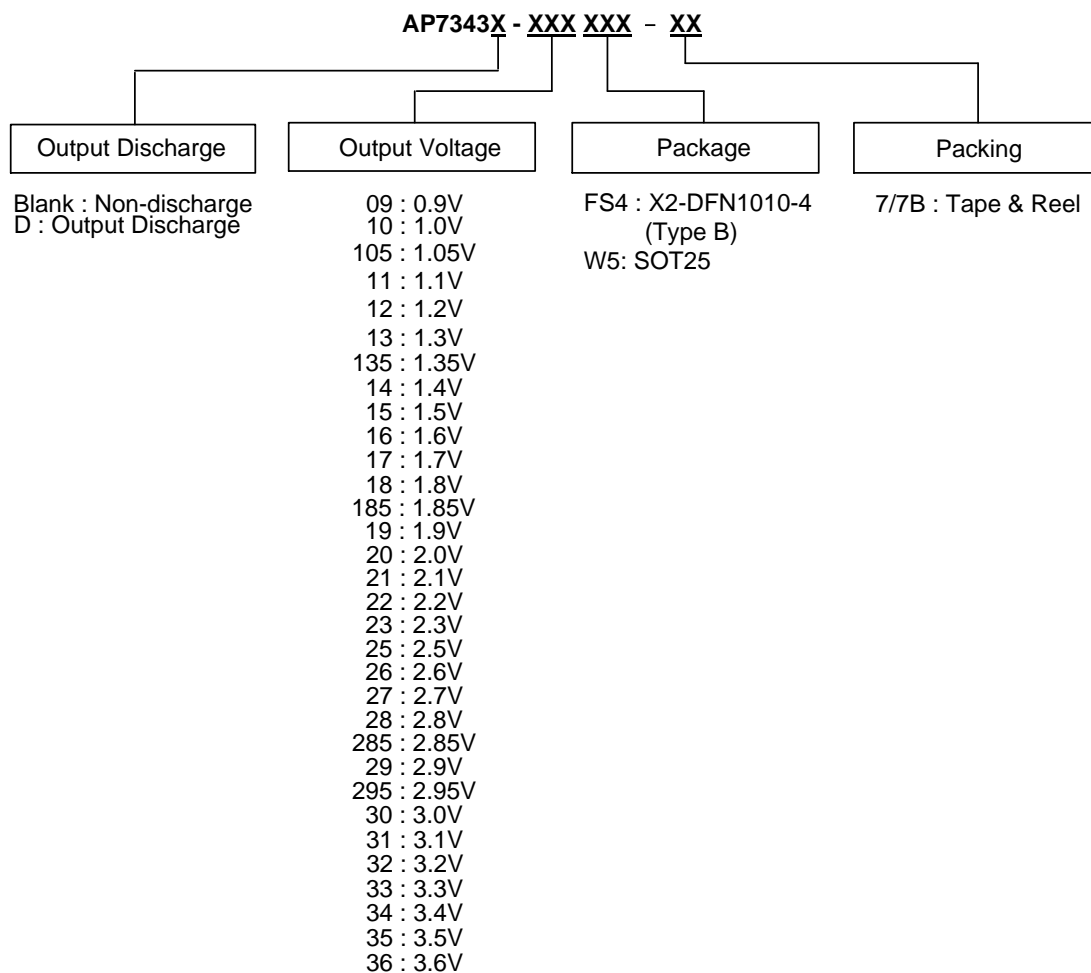 AP7343X - XXX XXX – XX
Output Discharge
Output Voltage
Package
Packing
Blank : Non-discharge
D : Output Discharge
09 : 0.9V
10 : 1.0V
105 : 1.05V
11 : 1.1V
12 : 1.2V
13 : 1.3V
135 : 1.35V
14 : 1.4V
15 : 1.5V
16 : 1.6V
17 : 1.7V
18 : 1.8V
185 : 1.85V
19 : 1.9V
20 : 2.0V
21 : 2.1V
22 : 2.2V
23 : 2.3V
25 : 2.5V
26 : 2.6V
27 : 2.7V
28 : 2.8V
285 : 2.85V
29 : 2.9V
295 : 2.95V
30 : 3.0V
31 : 3.1V
32 : 3.2V
33 : 3.3V
34 : 3.4V
35 : 3.5V
36 : 3.6V
FS4 : X2-DFN1010-4
(Type B)
W5: SOT25
7/7B : Tape & Reel